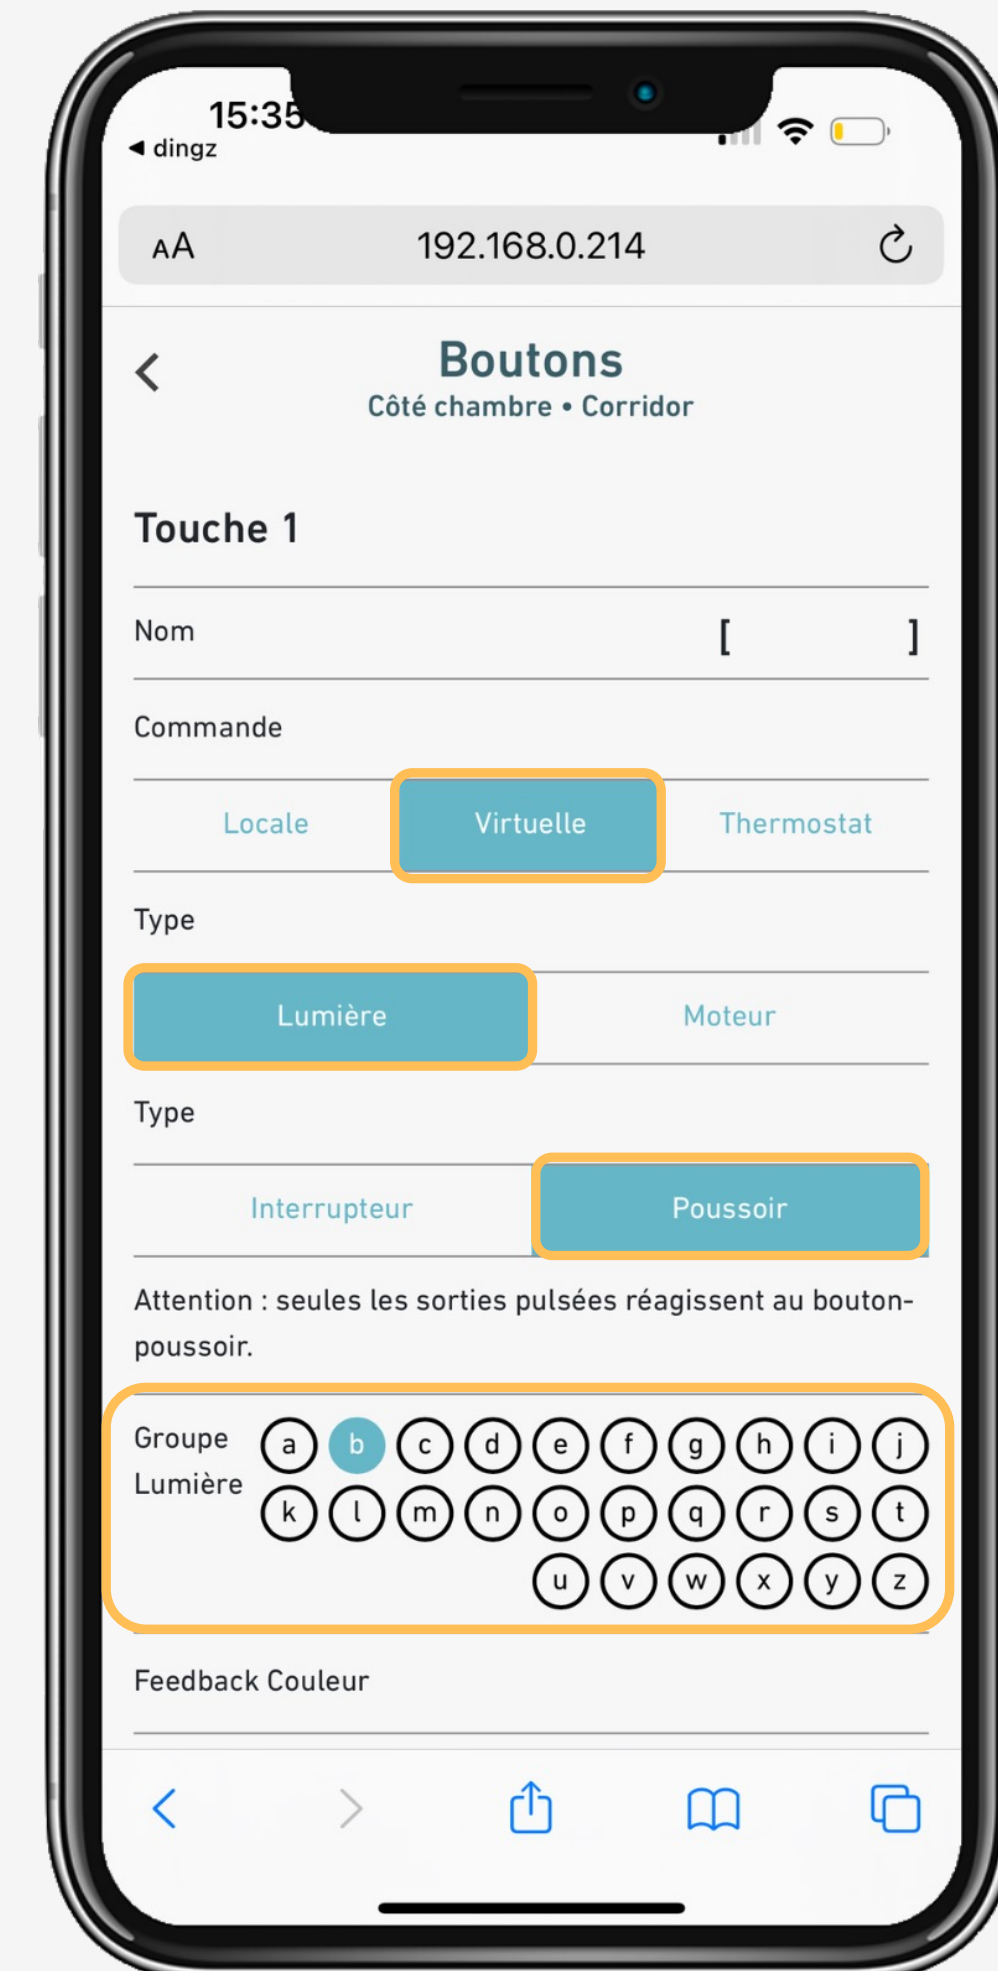 15:35
◀ dingz
AA 192.168.0.214
Boutons
Côté chambre • Corridor
Touche 1
Nom [ ]
Commande
Locale Virtuelle Thermostat
Type
Lumière Moteur
Type
Interrupteur Poussoir
Attention : seules les sorties pulsées réagissent au bouton-
poussoir.
Groupe Lumière
a b c d e f g h i j
k l m n o p q r s t
u v w x y z
Feedback Couleur